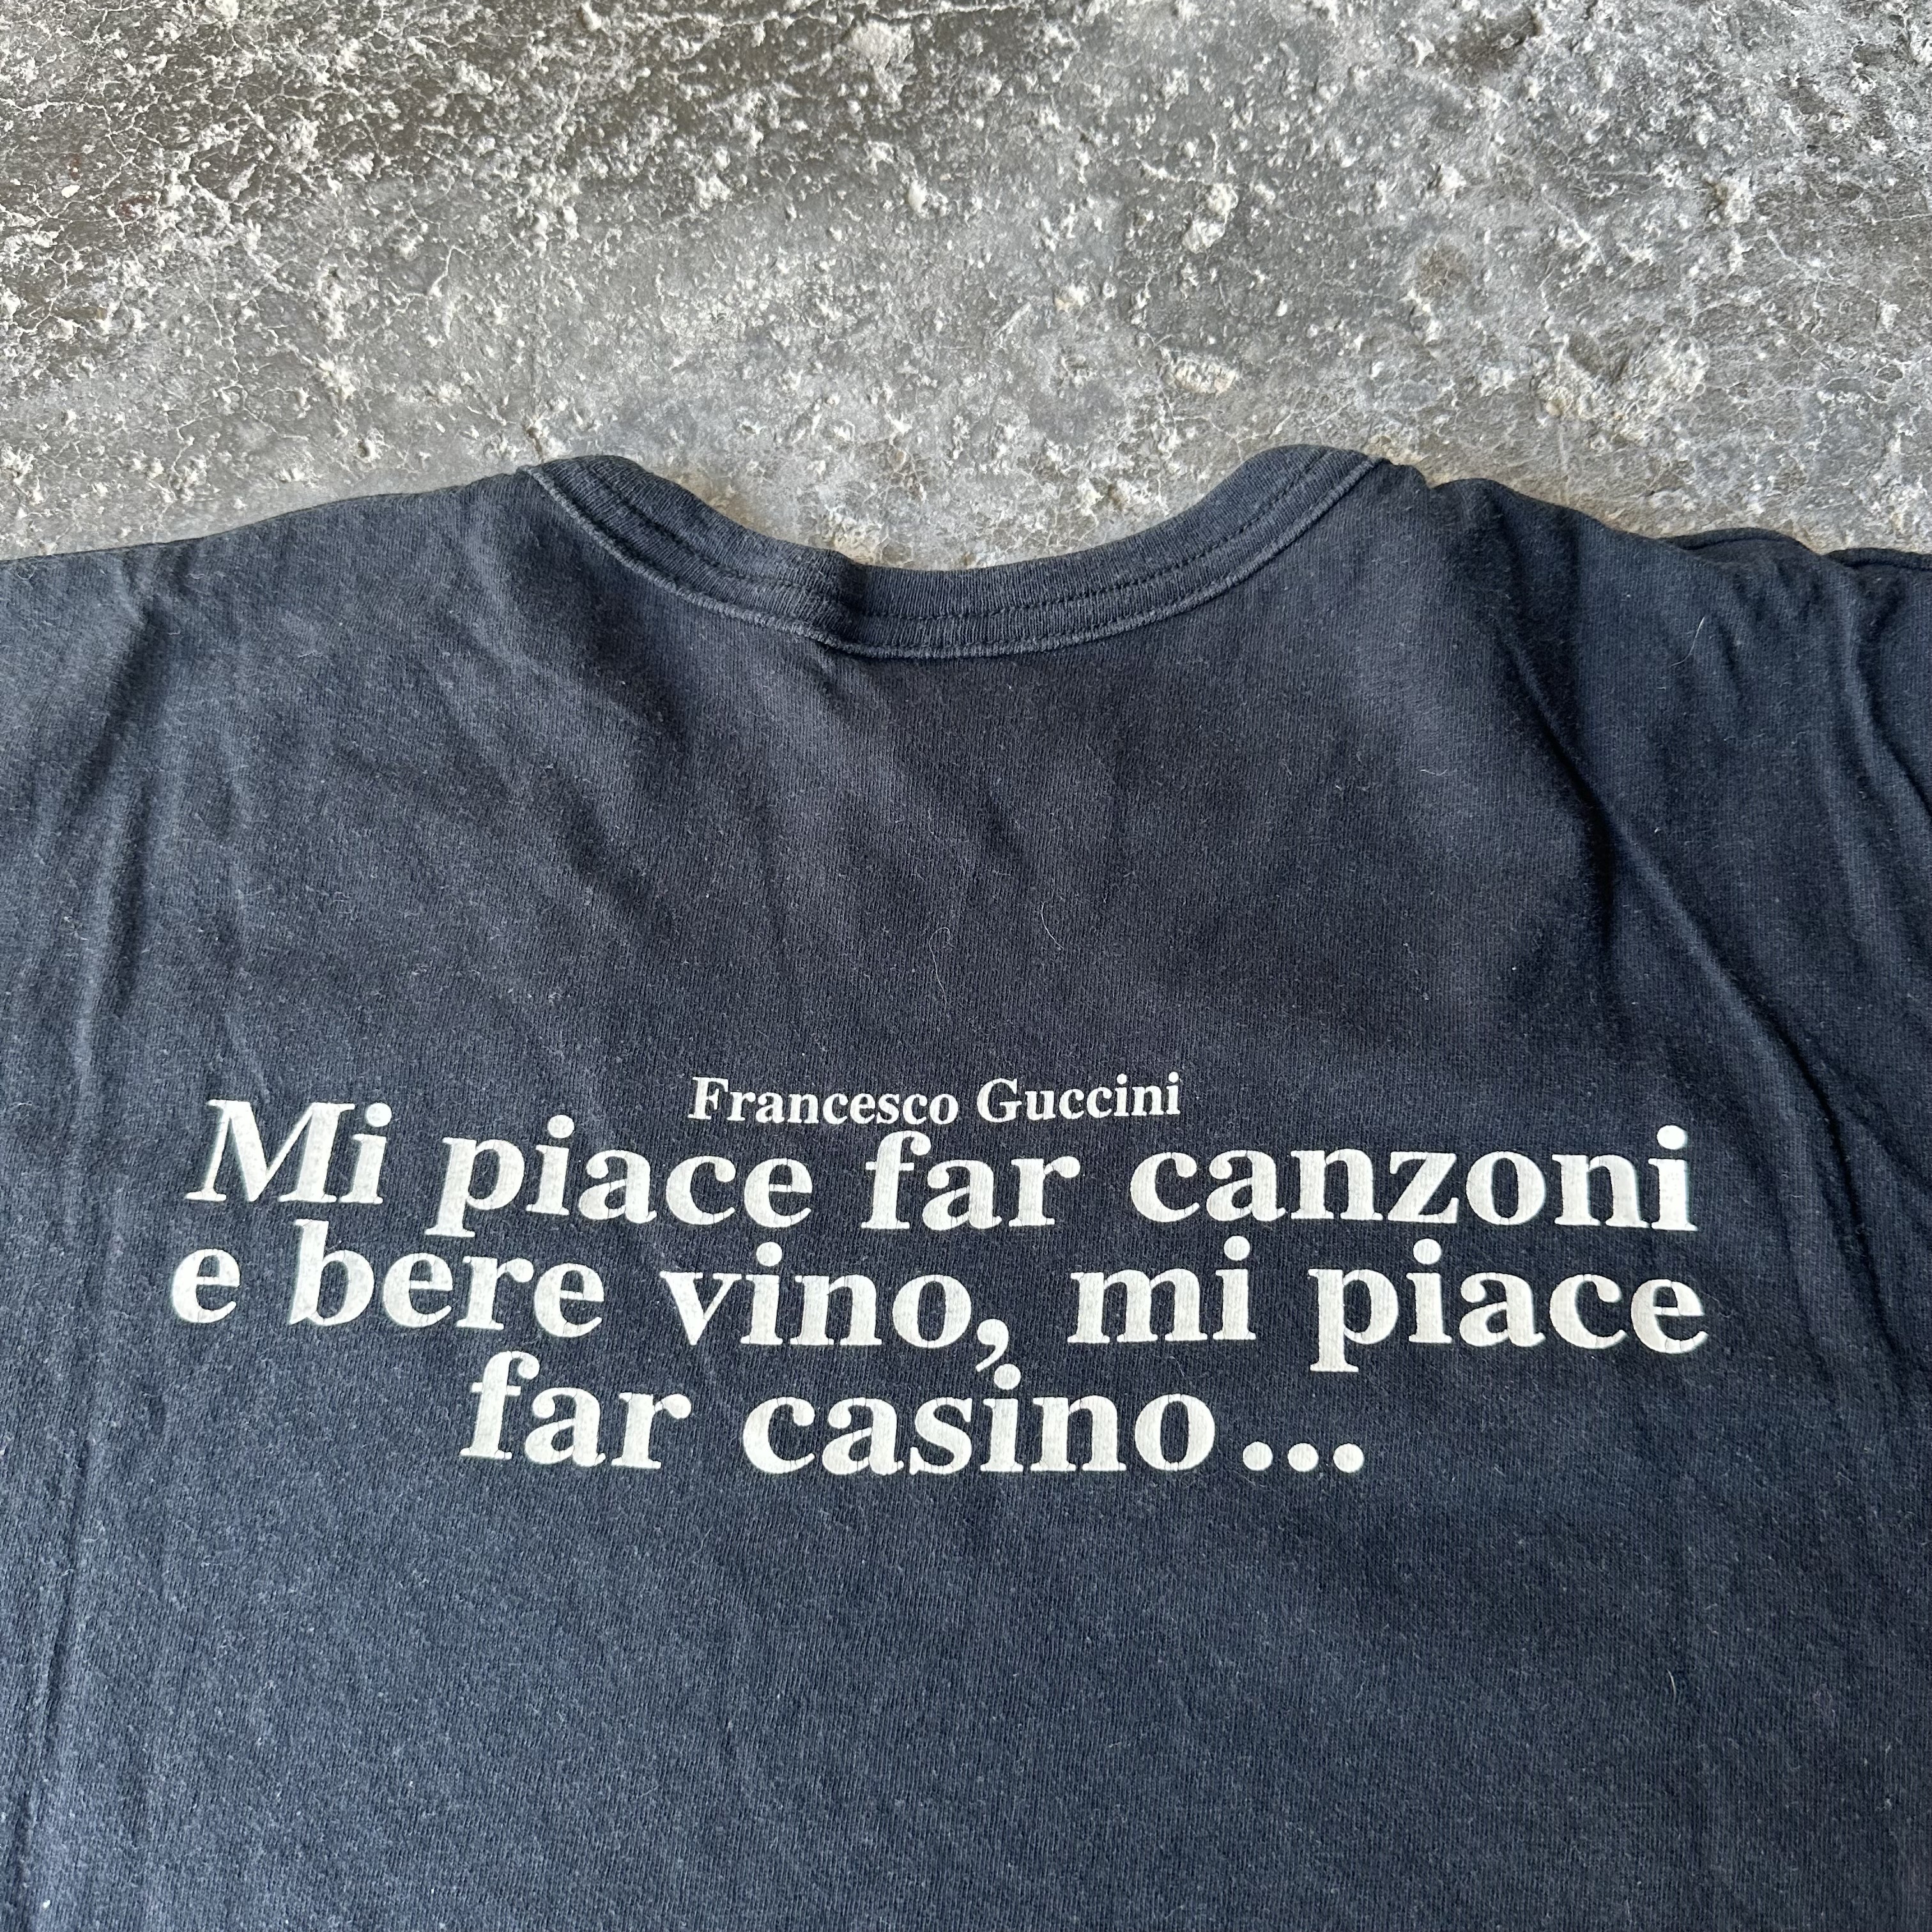 Francesco Guccini
Mi piace far canzoni
e bere vino, mi piace
far casino...